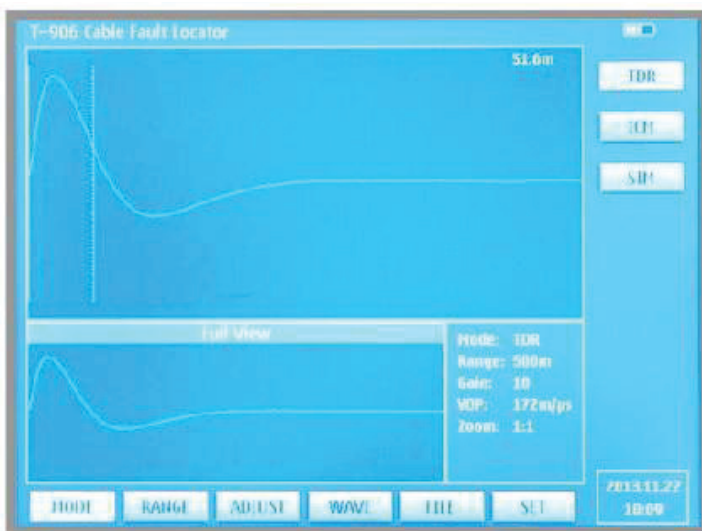 T-906 Cable Fault Locator
51.6m
TDR
ICM
SIM
Full View
Mode: TDR
Range: 500m
Gain: 10
VOP: 172m/μs
Zoom: 1:1
MODE
RANGE
ADJUST
WAVE
FILE
SET
2013.11.27
10:09